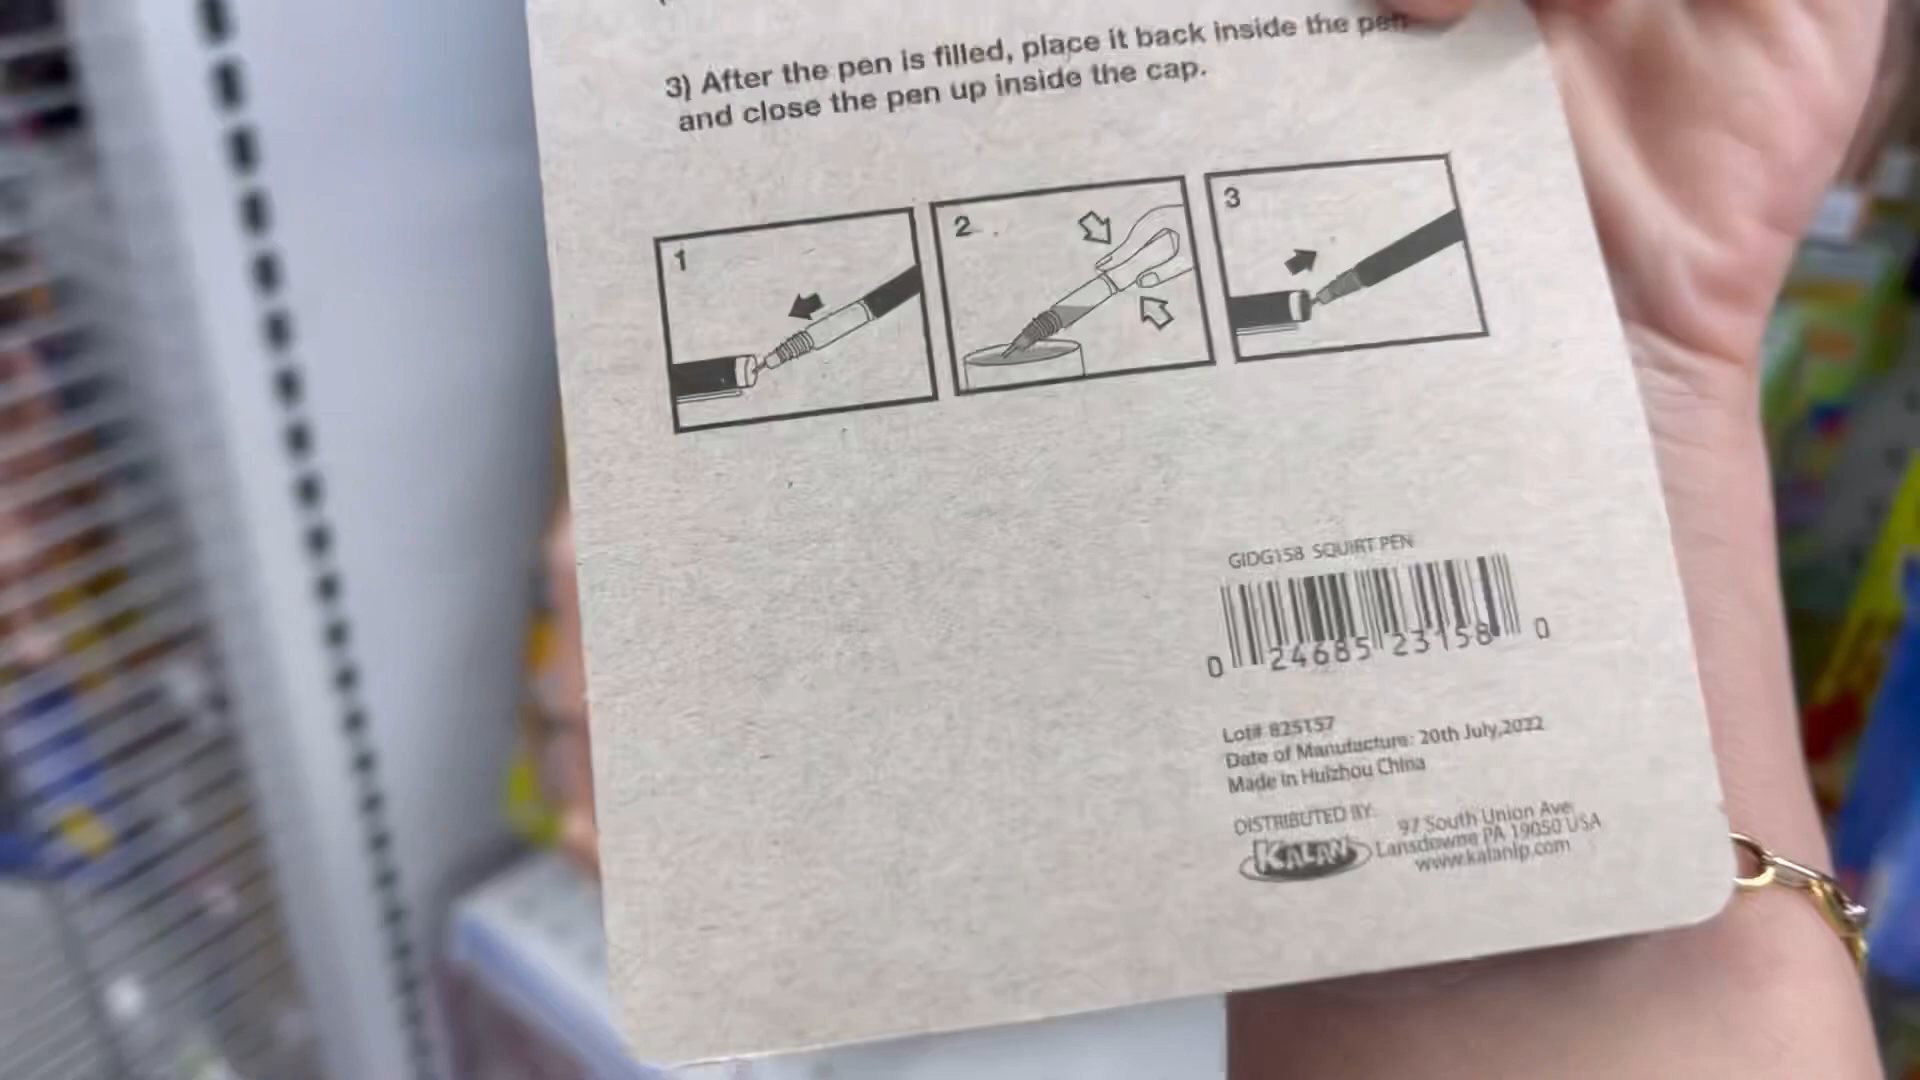 3) After the pen is filled, place it back inside the pen
and close the pen up inside the cap.
1
2
3
GIDG158 SQUIRT PEN
0 24685 23158 0
Lot# 825157
Date of Manufacture: 20th July,2022
Made in Huizhou China
DISTRIBUTED BY:
KALAN
97 South Union Ave.
Lansdowne PA 19050 USA
www.kalanlp.com